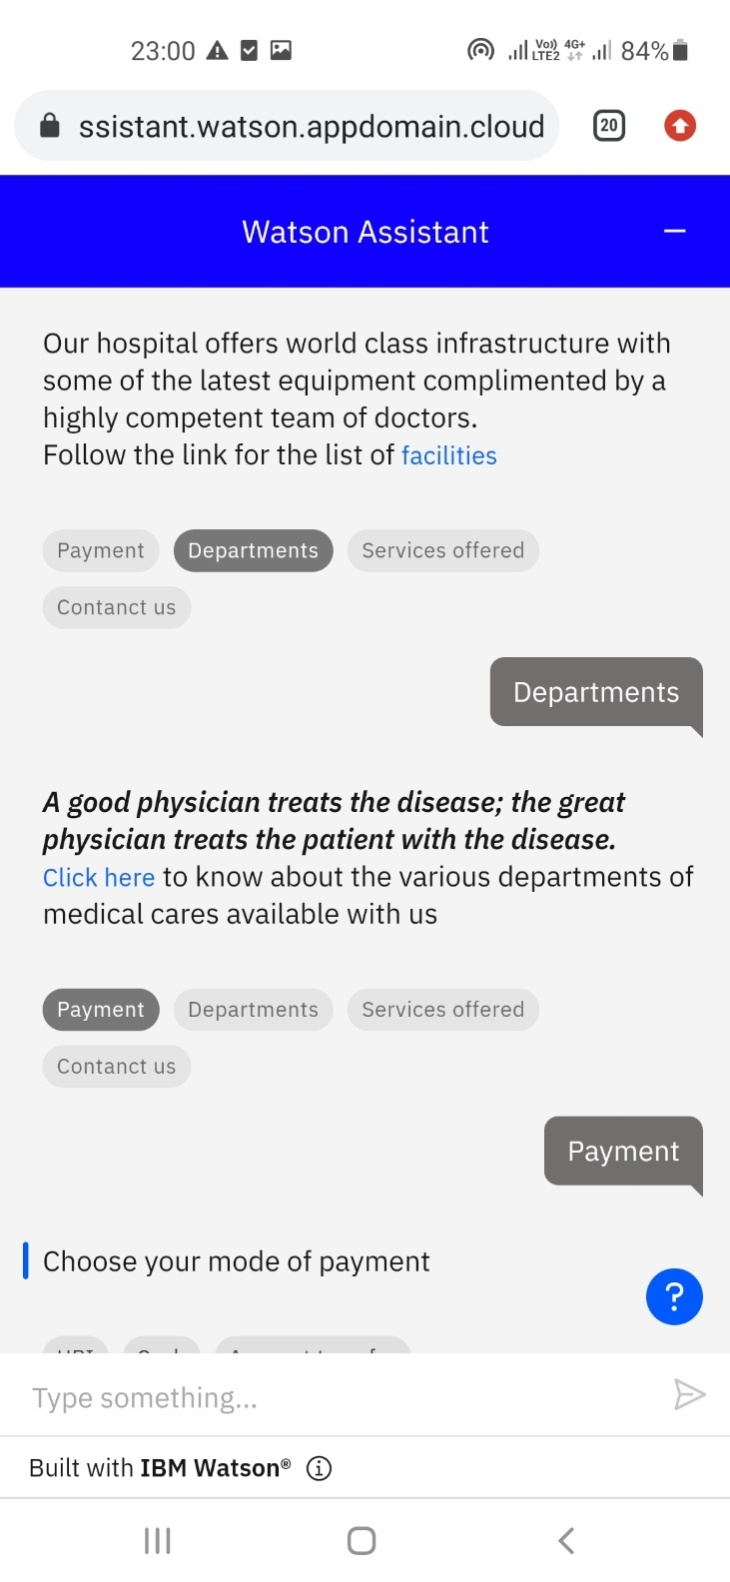 23:00
Vo)) 4G+
LTE2
84%
ssistant.watson.appdomain.cloud
20
Watson Assistant
Our hospital offers world class infrastructure with
some of the latest equipment complimented by a
highly competent team of doctors.
Follow the link for the list of facilities
Payment Departments Services offered
Contanct us
Departments
A good physician treats the disease; the great
physician treats the patient with the disease.
Click here to know about the various departments of
medical cares available with us
Payment Departments Services offered
Contanct us
Payment
Choose your mode of payment
?
Type something...
Built with IBM Watson®